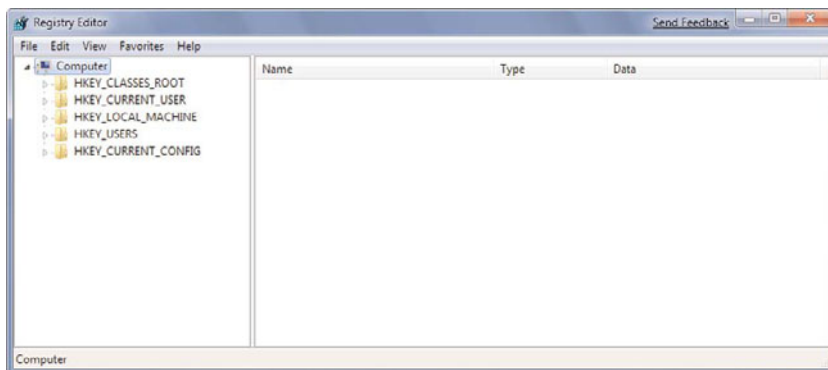 Registry Editor Send Feedback
File Edit View Favorites Help
Computer
HKEY_CLASSES_ROOT
HKEY_CURRENT_USER
HKEY_LOCAL_MACHINE
HKEY_USERS
HKEY_CURRENT_CONFIG
Name Type Data
Computer